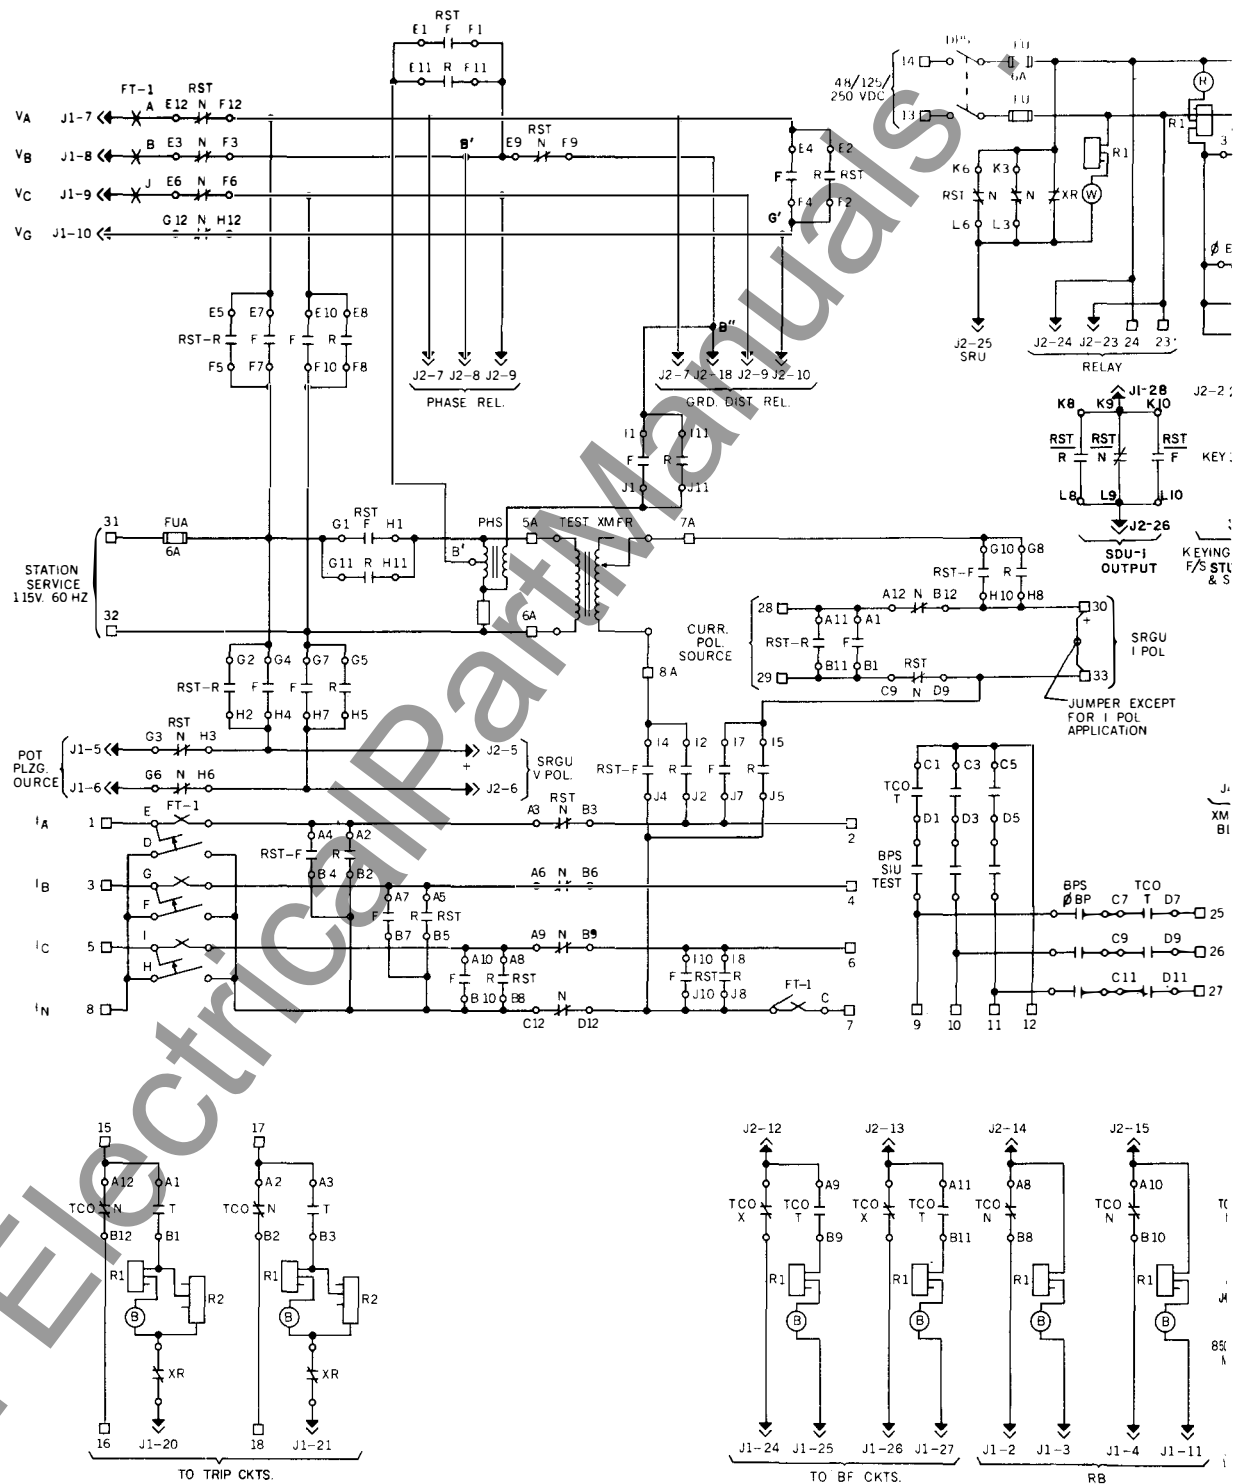 RST
E1 F F1
E11 R F11
FT-1 RST
VA J1-7 A E12 N F12
VB J1-8 B E3 N F3
B'
RST
E9 N F9
VC J1-9 J E6 N F6
VG J1-10 G12 N H12
E4 E2
F R RST
F4 F2
G'
48/125/
250 VDC
14
13
FU
6A
FU
R
R1
R1
K6 K3
RST N N XR W
L6 L3
J2-25
SRU
J2-24 J2-23 24 23
RELAY
E5 E7 E10 E8
RST-R F F R
F5 F7 F10 F8
B"
J2-7 J2-8 J2-9
PHASE REL.
J2-7 J2-18 J2-9 J2-10
GRD. DIST REL.
I1 I11
F R
J1 J11
J1-28
K8 K9 K10
RST RST RST
R N F
L8 L9 L10
J2-26
SDU-i
OUTPUT
KEYING
F/S
31
FUA
6A
RST
G1 F H1
G11 R H11
PHS
B'
5A TEST XMFR 7A
STATION
SERVICE
115V. 60 HZ
32
6A
8A
G10 G8
RST-F R
H10 H8
A12 N B12
28
CURR.
POL.
SOURCE
A11 A1
RST-R F
B11 B1
RST
29
C9 N D9
30
+
33
SRGU
I POL
JUMPER EXCEPT
FOR I POL
APPLICATION
G2 G4 G7 G5
RST-R F F R
H2 H4 H7 H5
POT
PLZG.
OURCE
J1-5
RST
G3 N H3
J2-5
+
J1-6 G6 N H6 J2-6
SRGU
V POL.
I4 I2 I7 I5
RST-F R F R
J4 J2 J7 J5
FT-1
IA 1 E
D
A4 A2
RST-F R
B4 B2
RST
A3 N B3
2
IB 3 G
F
A7 A5
F R RST
B7 B5
A6 N B6
4
IC 5 I
H
A10 A8
F R RST
B10 B8
A9 N B9
6
I10 I8
F RST R
J10 J8
IN 8
N
C12 D12
FT-1
C
7
C1 C3 C5
TCO
T
D1 D3 D5
BPS
SIU
TEST
BPS
ØBP
C7
TCO
T
D7
25
C9 D9 26
C11 D11 27
9 10 11 12
15 17
A12 A1 A2 A3
TCO N T TCO N T
B12 B1 B2 B3
R1 R2 R1 R2
B B
XR XR
16 J1-20 18 J1-21
TO TRIP CKTS.
J2-12 J2-13 J2-14 J2-15
A9 A11 A8 A10
TCO
X
TCO
T
TCO
X
TCO
T
TCO
N
TCO
N
B9 B11 B8 B10
R1 R1 R1 R1
B B B B
J1-24 J1-25 J1-26 J1-27 J1-2 J1-3 J1-4 J1-11
TO BF CKTS. RB
ElectricalPartManuals.